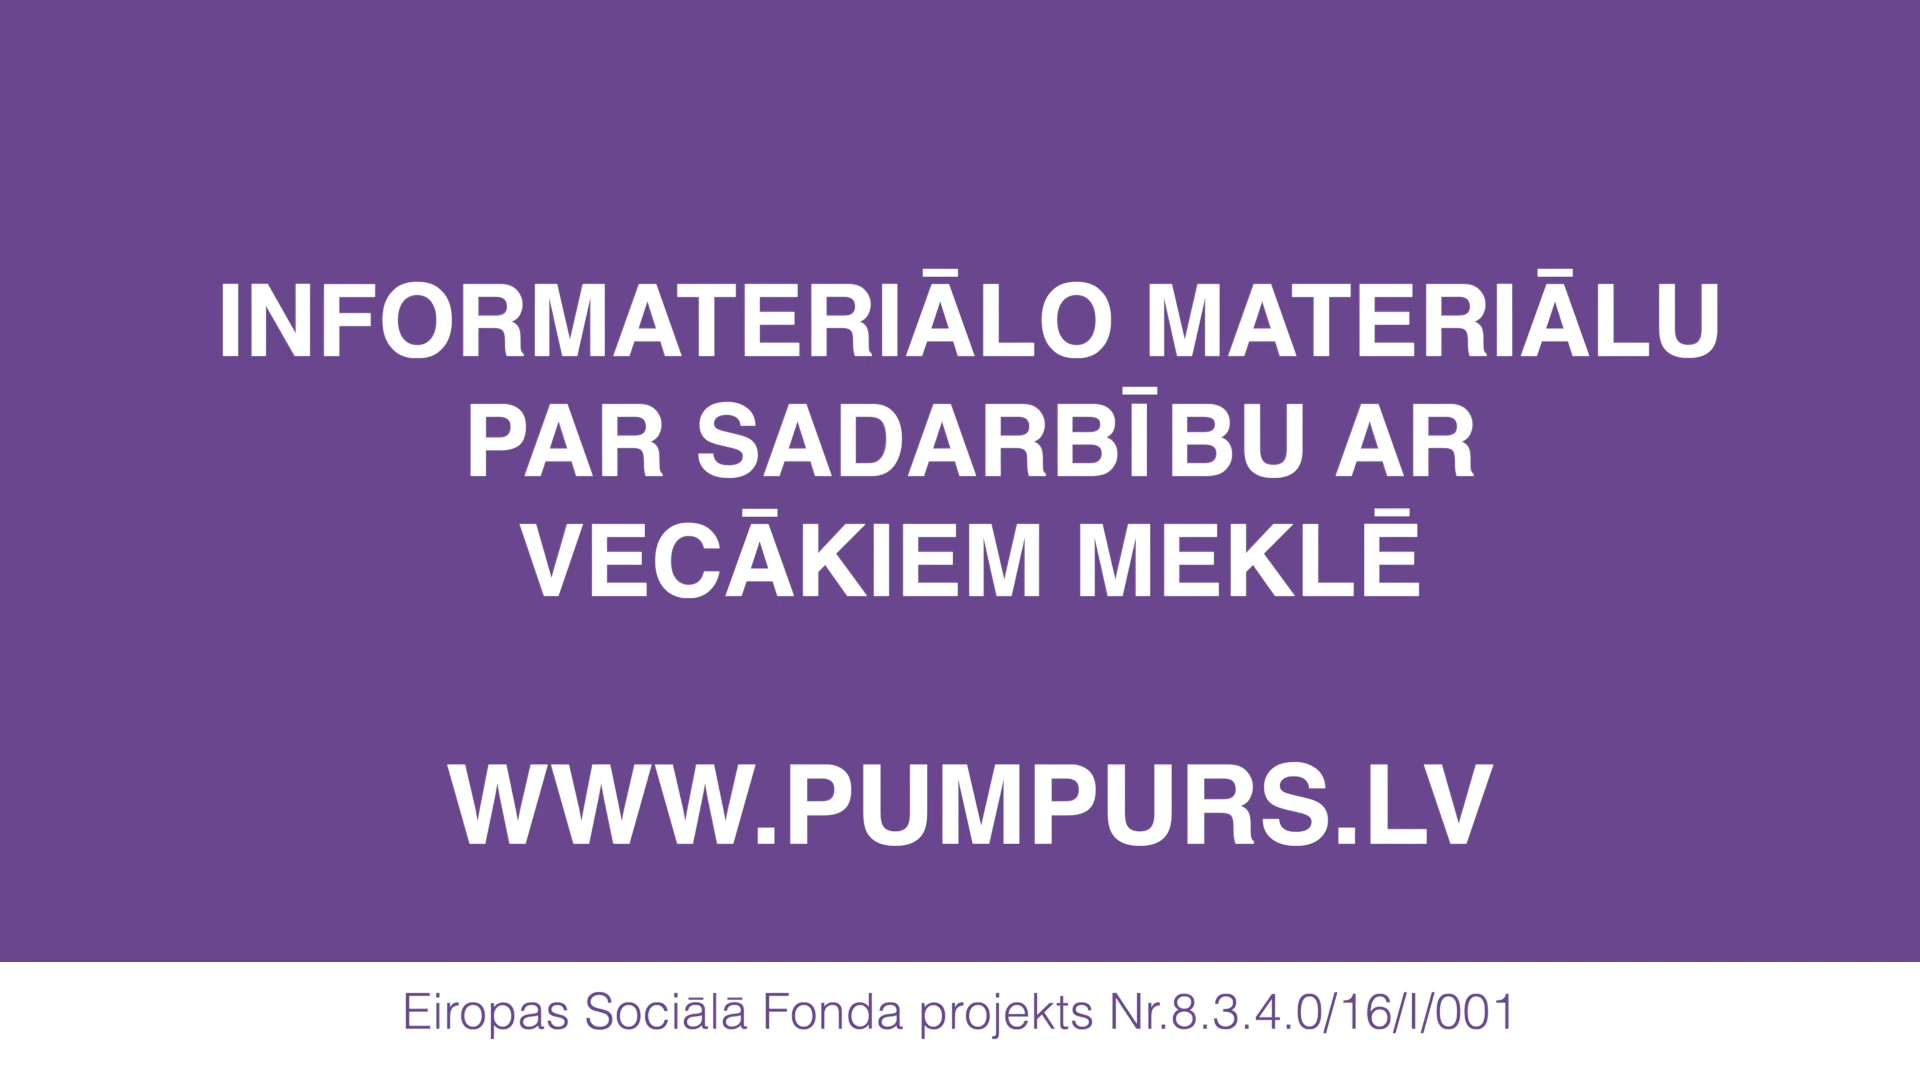 INFORMATERIĀLO MATERIĀLU
PAR SADARBĪBU AR
VECĀKIEM MEKLĒ
WWW.PUMPURS.LV
Eiropas Sociālā Fonda projekts Nr.8.3.4.0/16/I/001